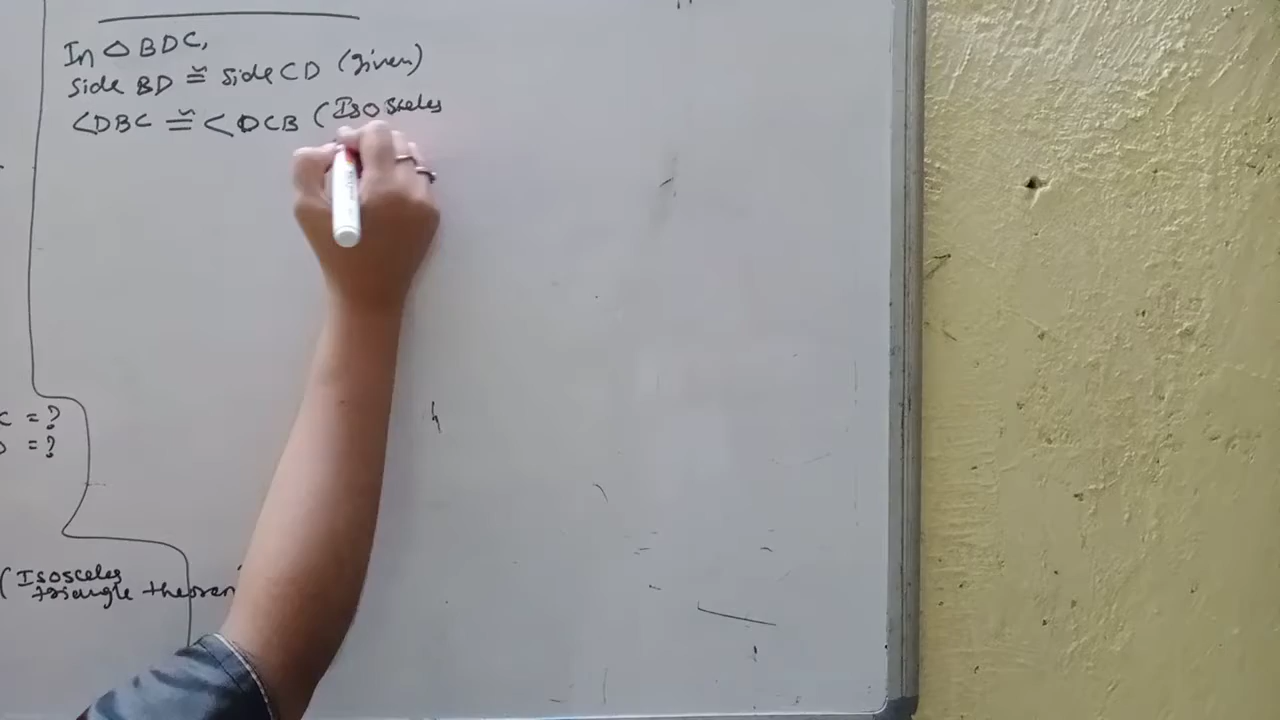 In △BDC,
Side BD ≅ Side CD (given)
<DBC ≅ <DCB (Isosceles
C = ?
= ?
(Isosceles
triangle theorem